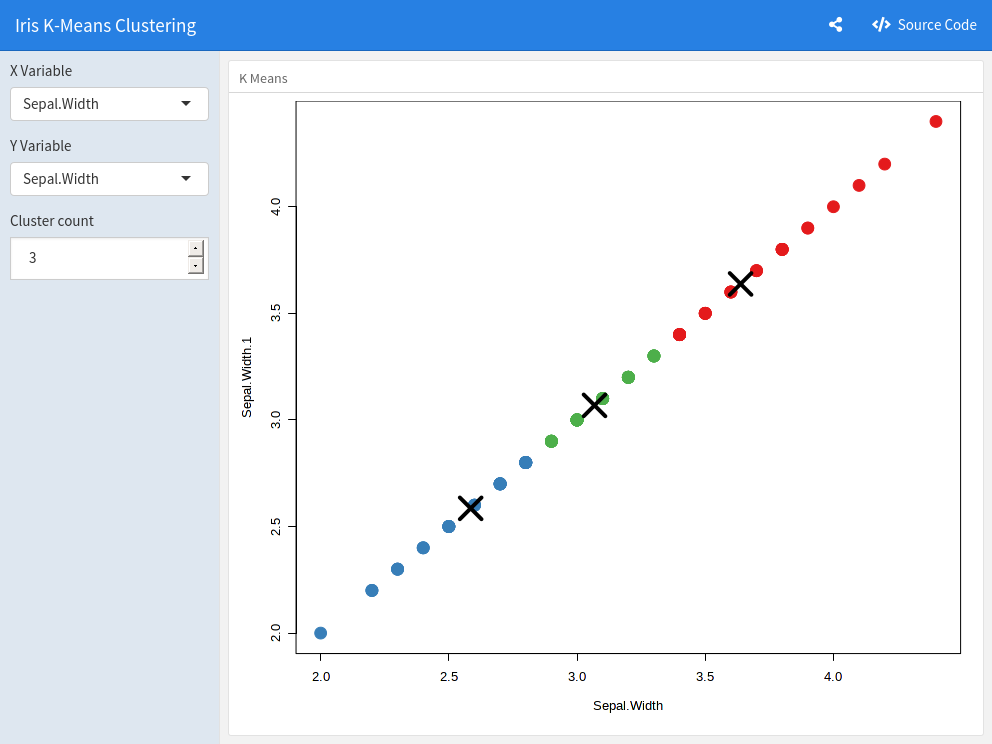 Iris K-Means Clustering
Source Code
X Variable
Sepal.Width
Y Variable
Sepal.Width
Cluster count
3
K Means
4.0
3.5
3.0
2.5
2.0
Sepal.Width.1
2.0 2.5 3.0 3.5 4.0
Sepal.Width